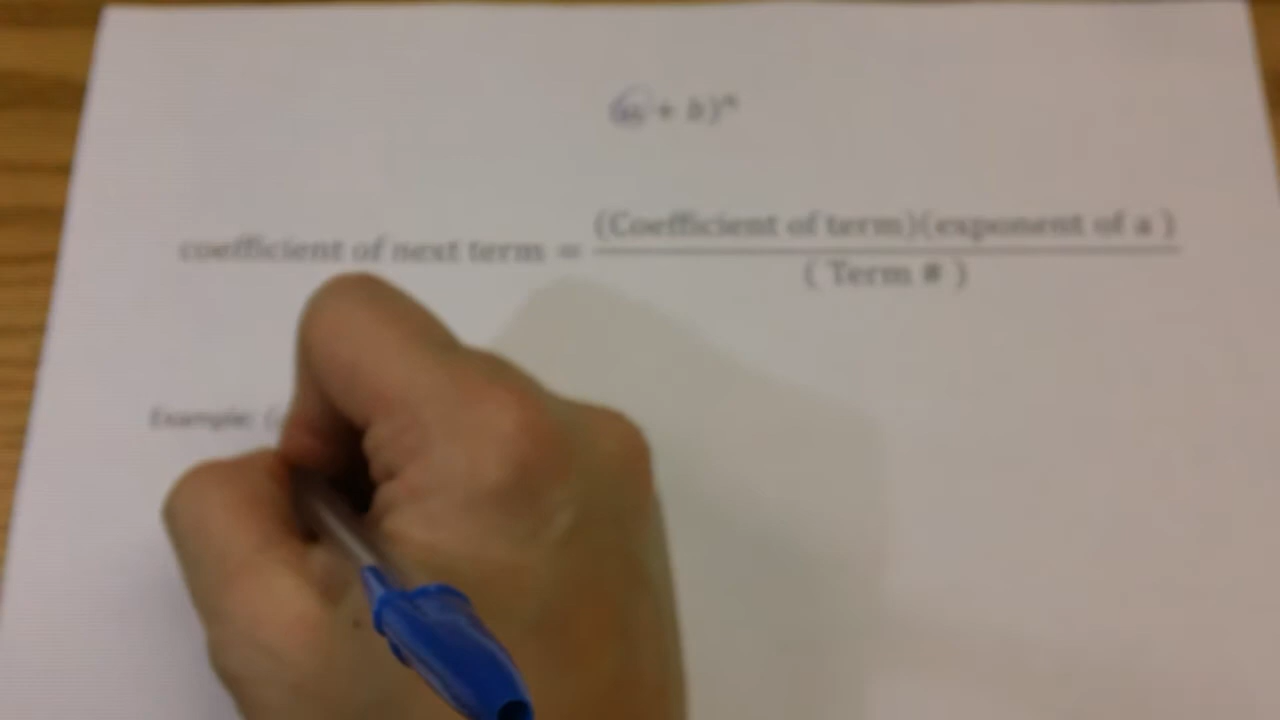 (a + b)ⁿ
coefficient of next term = (Coefficient of term)(exponent of a )
( Term # )
Example: (